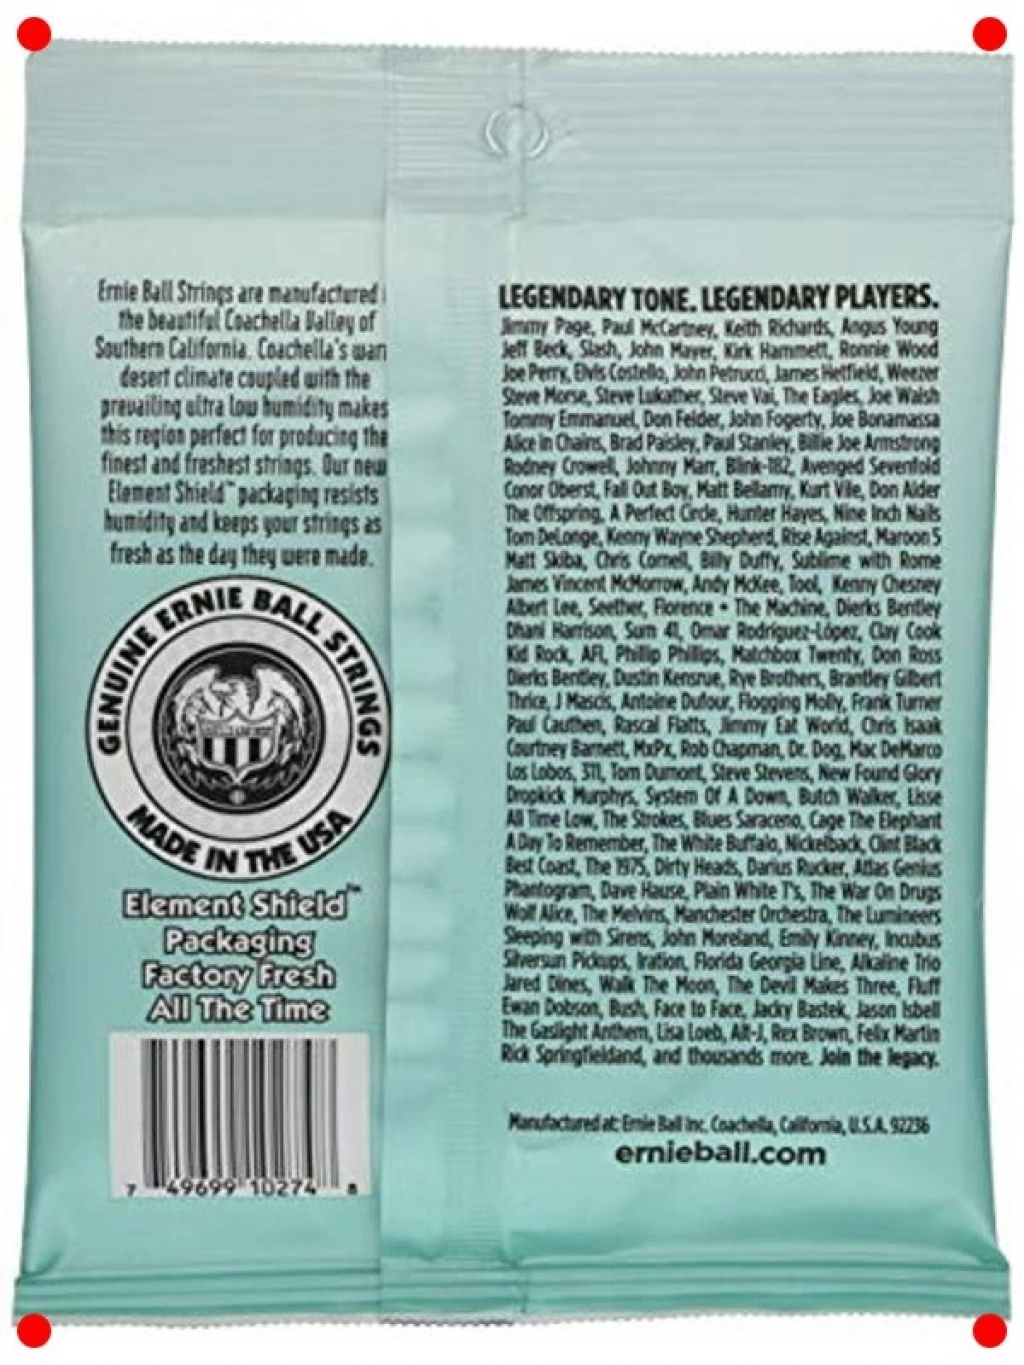 Ernie Ball Strings are manufactured
the beautiful Coachella Valley of
Southern California. Coachella's
desert climate coupled with the
prevailing ultra low humidity makes
this region perfect for producing the
finest and freshest strings. Our new
Element Shield™ packaging resists
humidity and keeps your strings as
fresh as the day they were made.
GENUINE ERNIE BALL STRINGS
MADE IN THE USA
Element Shield™
Packaging
Factory Fresh
All The Time
7 49699 10274 8
LEGENDARY TONE. LEGENDARY PLAYERS.
Jimmy Page, Paul McCartney, Keith Richards, Angus Young
Jeff Beck, Slash, John Mayer, Kirk Hammett, Ronnie Wood
Joe Perry, Elvis Costello, John Petrucci, James Hetfield, Weezer
Steve Morse, Steve Lukather, Steve Vai, The Eagles, Joe Walsh
Tommy Emmanuel, Don Felder, John Fogerty, Joe Bonamassa
Alice In Chains, Brad Paisley, Paul Stanley, Billie Joe Armstrong
Rodney Crowell, Johnny Marr, Blink-182, Avenged Sevenfold
Conor Oberst, Fall Out Boy, Matt Bellamy, Kurt Vile, Don Alder
The Offspring, A Perfect Circle, Hunter Hayes, Nine Inch Nails
Tom DeLonge, Kenny Wayne Shepherd, Rise Against, Maroon 5
Matt Skiba, Chris Cornell, Billy Duffy, Sublime with Rome
James Vincent McMorrow, Andy McKee, Tool, Kenny Chesney
Albert Lee, Seether, Florence + The Machine, Dierks Bentley
Dhani Harrison, Sum 41, Omar Rodriguez-López, Clay Cook
Kid Rock, AFI, Phillip Phillips, Matchbox Twenty, Don Ross
Dierks Bentley, Dustin Kensrue, Rye Brothers, Brantley Gilbert
Thrice, J Mascis, Antoine Dufour, Flogging Molly, Frank Turner
Paul Cauthen, Rascal Flatts, Jimmy Eat World, Chris Isaak
Courtney Barnett, MxPx, Rob Chapman, Dr. Dog, Mac DeMarco
Los Lobos, 311, Tom Dumont, Steve Stevens, New Found Glory
Dropkick Murphys, System Of A Down, Butch Walker, Lisse
All Time Low, The Strokes, Blues Saraceno, Cage The Elephant
A Day To Remember, The White Buffalo, Nickelback, Clint Black
Best Coast, The 1975, Dirty Heads, Darius Rucker, Atlas Genius
Phantogram, Dave Hause, Plain White T's, The War On Drugs
Wolf Alice, The Melvins, Manchester Orchestra, The Lumineers
Sleeping with Sirens, John Moreland, Emily Kinney, Incubus
Silversun Pickups, Iration, Florida Georgia Line, Alkaline Trio
Jared Dines, Walk The Moon, The Devil Makes Three, Fluff
Ewan Dobson, Bush, Face to Face, Jacky Bastek, Jason Isbell
The Gaslight Anthem, Lisa Loeb, Alt-J, Rex Brown, Felix Martin
Rick Springfieldand, and thousands more. Join the legacy.
Manufactured at: Ernie Ball Inc. Coachella, California, U.S.A. 92236
ernieball.com